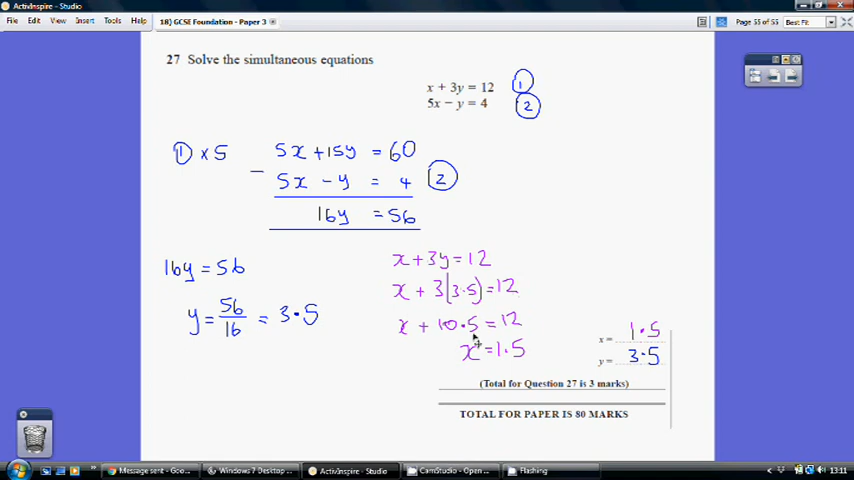 ActivInspire - Studio
File Edit View Insert Tools Help 18) GCSE Foundation - Paper 3 Page 55 of 55 Best Fit
27 Solve the simultaneous equations
x + 3y = 12 ①
5x − y = 4 ②
① × 5 5x + 15y = 60
− 5x − y = 4 ②
16y = 56
16y = 56
y = 56/16 = 3·5
x + 3y = 12
x + 3(3·5) = 12
x + 10·5 = 12
x = 1·5
x = 1·5
y = 3·5
(Total for Question 27 is 3 marks)
TOTAL FOR PAPER IS 80 MARKS
Message sent - Goo... Windows 7 Desktop ... ActivInspire - Studio CamStudio - Open ... Flashing 13:11